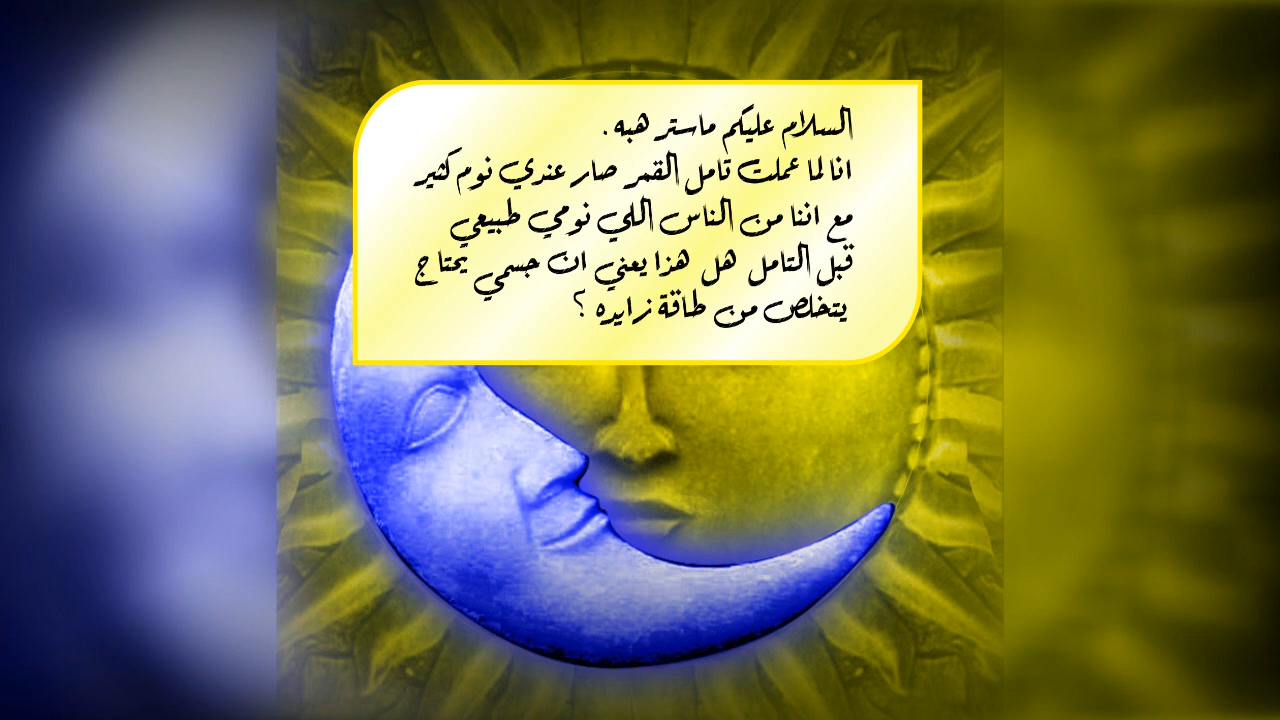 السلام عليكم ماستر هبه .
انا لما عملت تامل القمر صار عندي نوم كثير
مع اننا من الناس اللي نومي طبيعي
قبل التامل هل هذا يعني ان جسمي يحتاج
يتخلص من طاقة زايده ؟